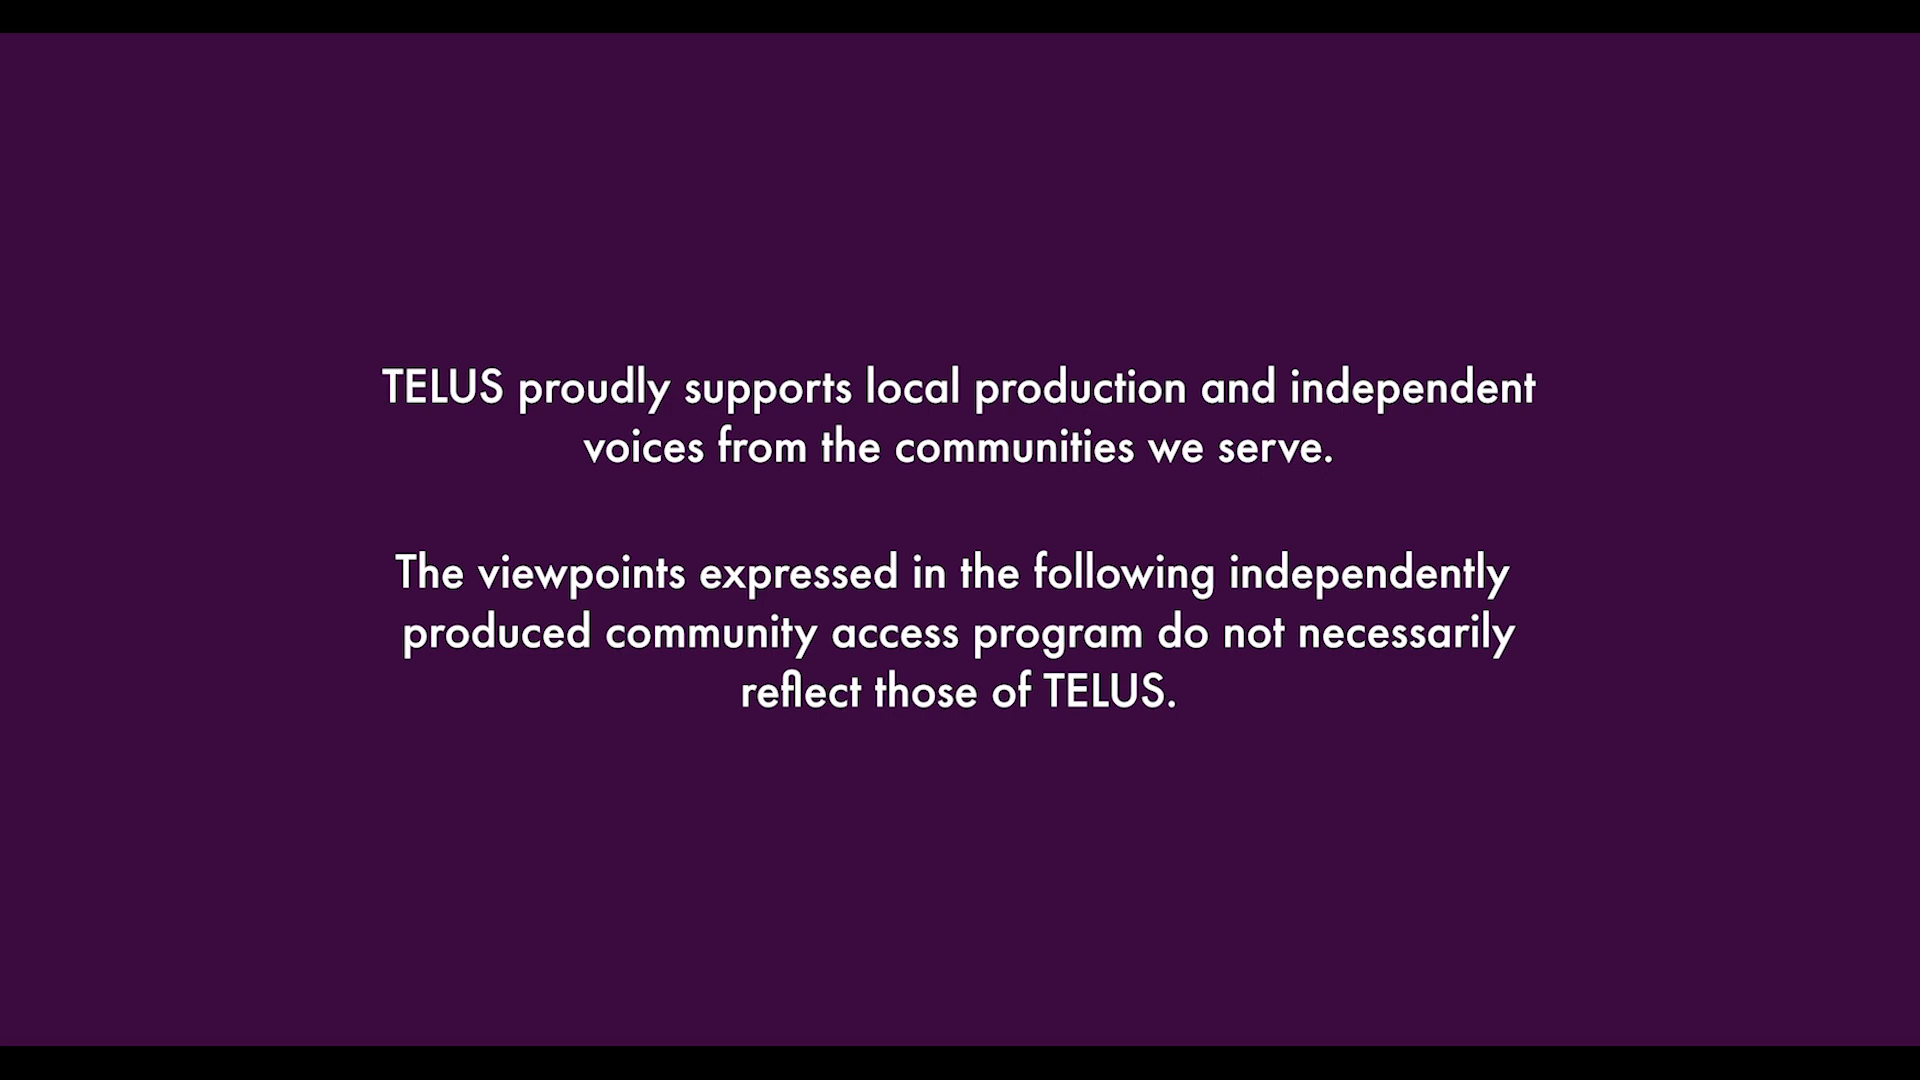 TELUS proudly supports local production and independent
voices from the communities we serve.
The viewpoints expressed in the following independently
produced community access program do not necessarily
reflect those of TELUS.